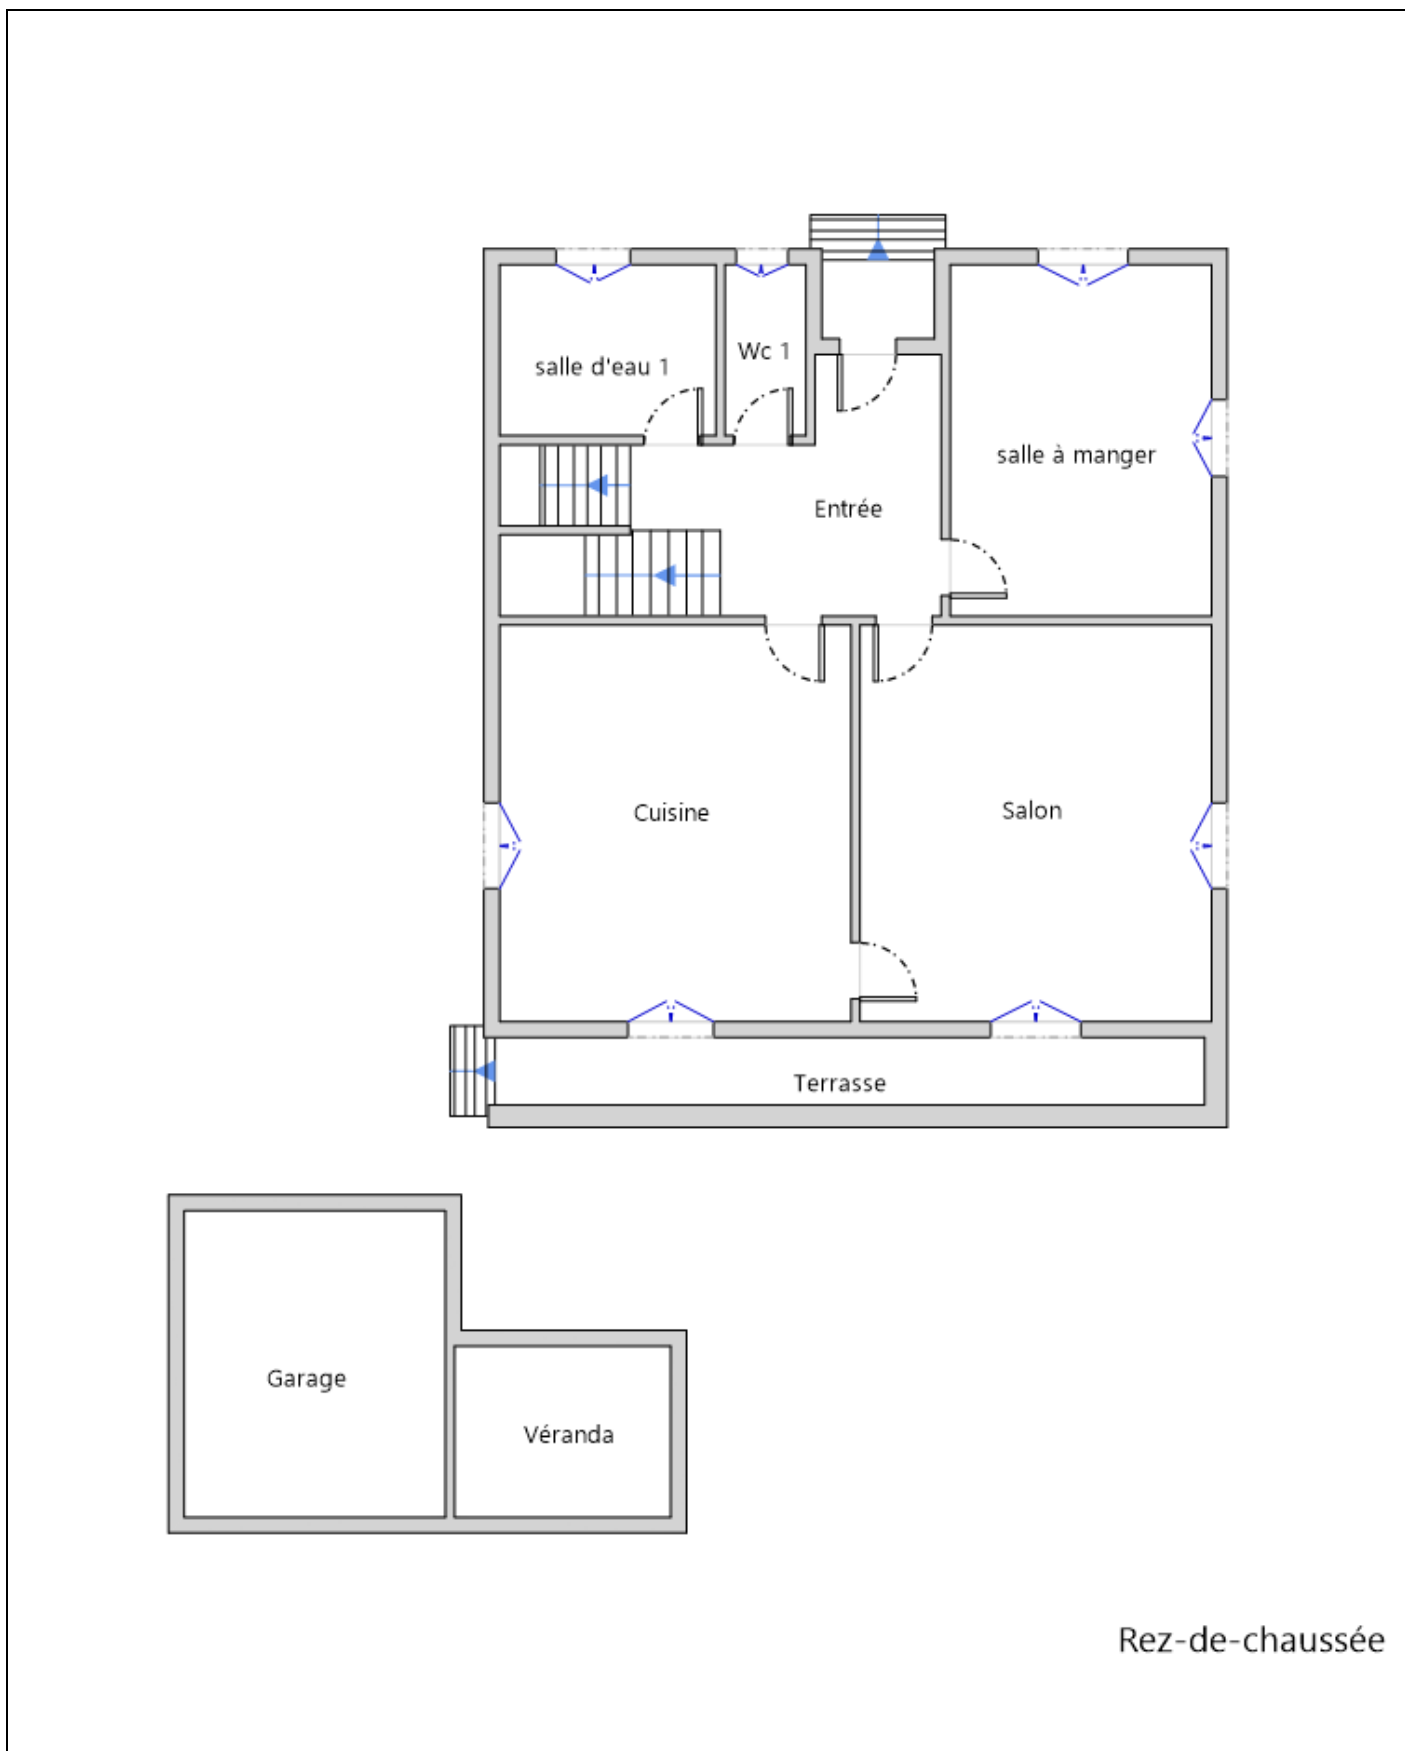 Wc 1
salle d'eau 1
salle à manger
Entrée
Cuisine
Salon
Terrasse
Garage
Véranda
Rez-de-chaussée